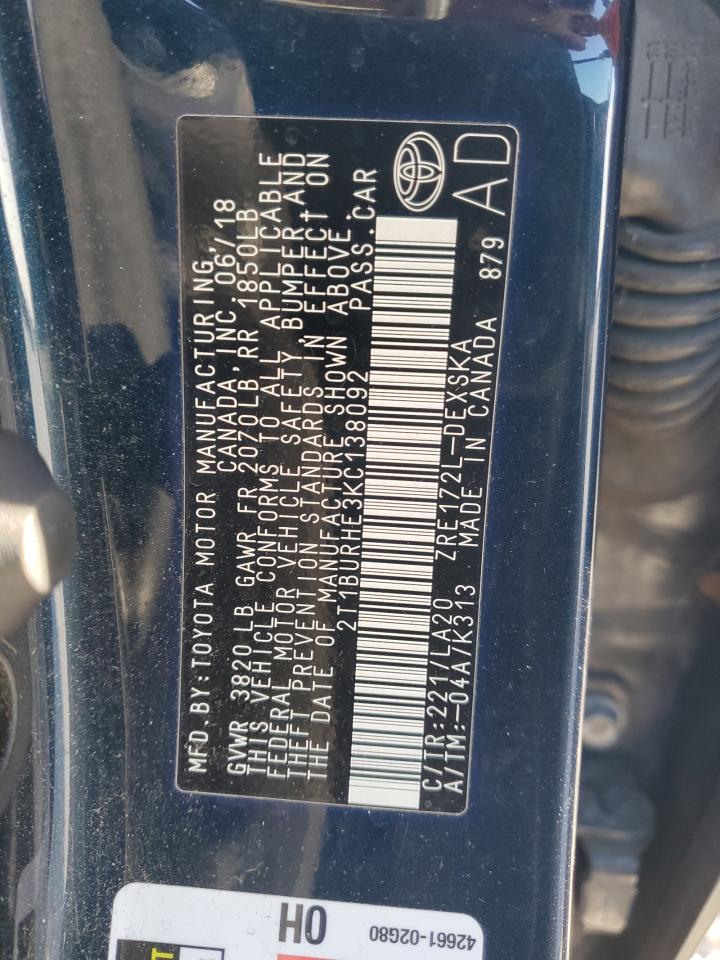 MFD.BY:TOYOTA MOTOR MANUFACTURING,
CANADA,INC. 06/18
GVWR 3820 LB GAWR FR 2070LB,RR 1850LB
THIS VEHICLE CONFORMS TO ALL APPLICABLE
FEDERAL MOTOR VEHICLE SAFETY,BUMPER,AND
THEFT PREVENTION STANDARDS IN EFFECT ON
THE DATE OF MANUFACTURE SHOWN ABOVE.
2T1BURHE3KC138092 PASS.CAR
C/TR:221/LA20 ZRE172L-DEXSKA
A/TM:-04A/K313 MADE IN CANADA 879
AD
OH
42661-02G80